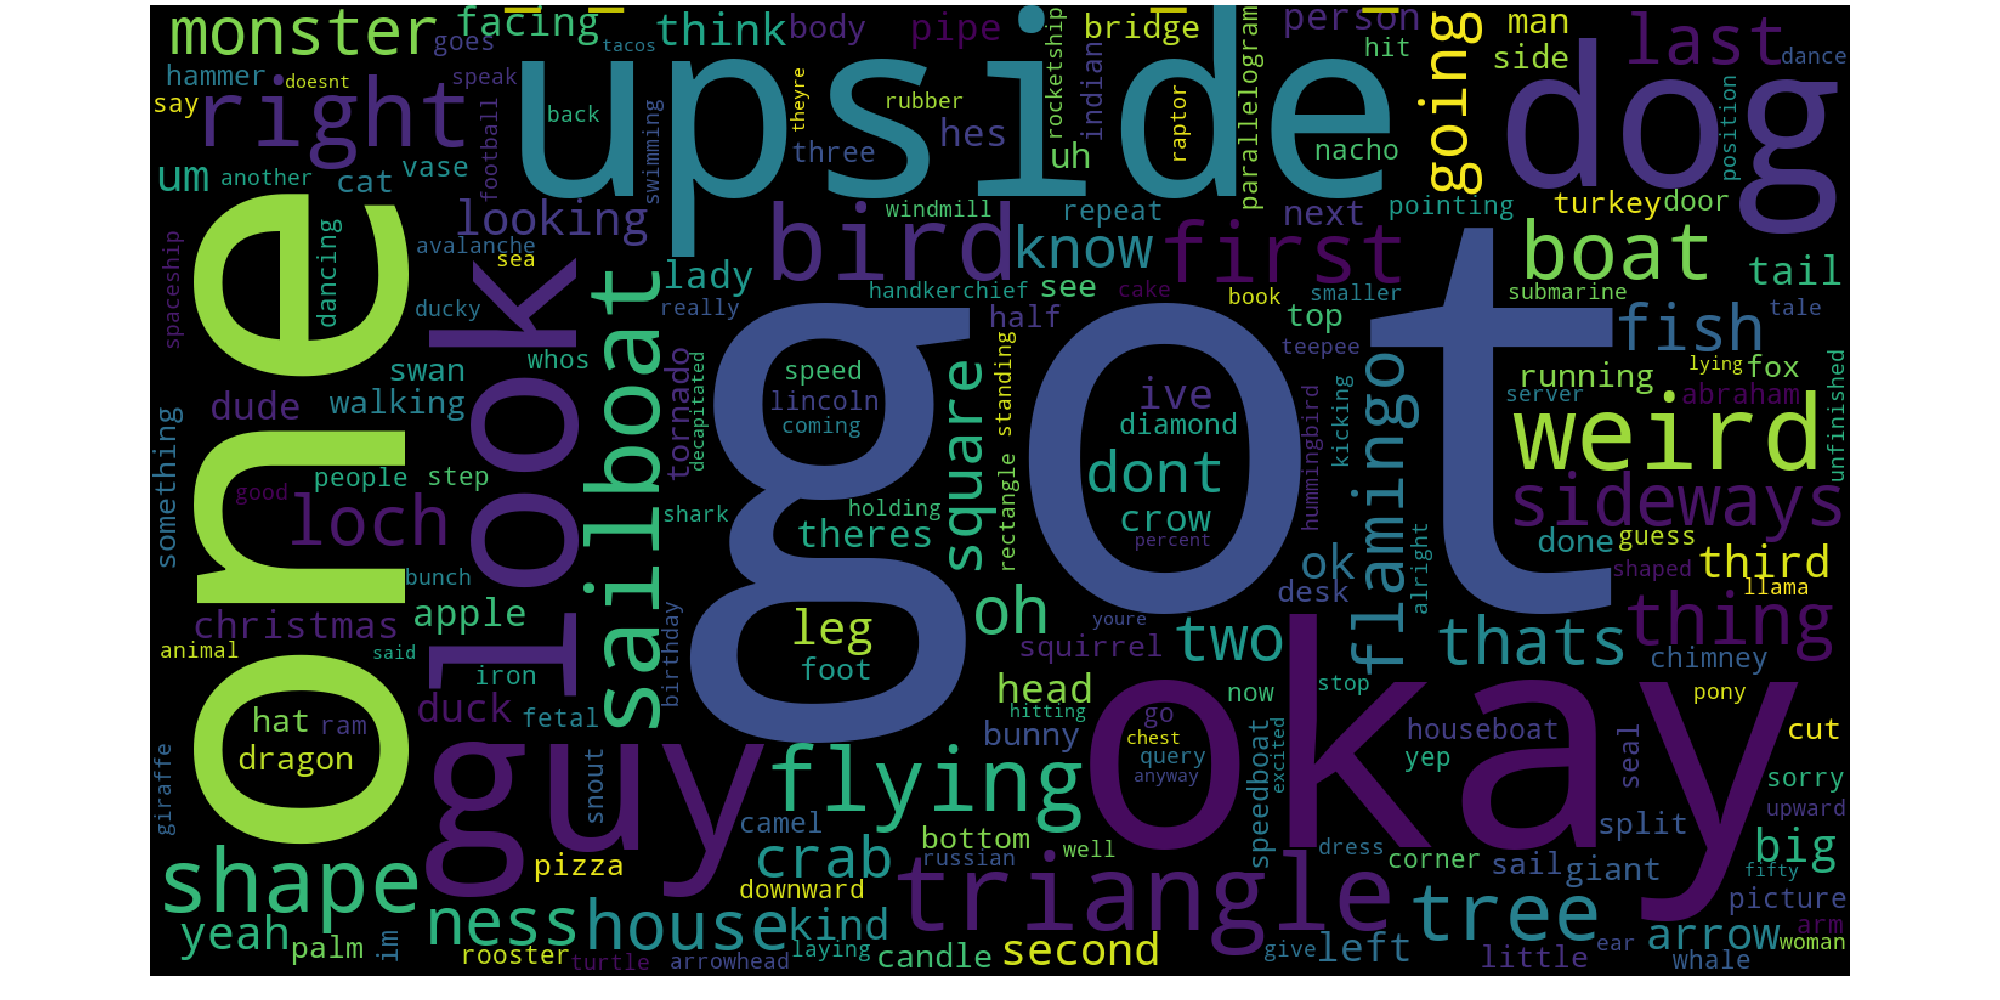 monster
facing
goes
tacos
think
body
pipe
bridge
person
man
last
hit
side
dance
hammer
doesnt
speak
say
right
upside
dog
going
back
theyre
rubber
hes
rocketship
indian
parallelogram
raptor
nacho
position
football
swimming
three
uh
um
another
cat
vase
looking
bird
windmill
know
repeat
first
next
pointing
turkey
door
boat
tail
spaceship
dancing
avalanche
sea
lady
handkerchief
see
cake
book
smaller
submarine
tale
one
look
ducky
sailboat
really
half
top
teepee
fish
got
whos
swan
walking
tornado
decapitated
speed
lincoln
coming
square
standing
rectangle
ive
diamond
dont
crow
percent
hummingbird
kicking
flamingo
running
lying
fox
server
abraham
weird
unfinished
dude
something
people
step
good
loch
shark
holding
theres
sideways
ok
done
guess
alright
desk
shaped
third
llama
bunch
christmas
apple
birthday
leg
foot
oh
youre
two
squirrel
thats
thing
animal
said
iron
chimney
head
now
stop
pony
hat
ram
duck
fetal
hitting
bunny
go
okay
houseboat
cut
dragon
guy
flying
chest
query
anyway
excited
speedboat
yep
seal
sorry
giraffe
snout
camel
upward
shape
pizza
crab
bottom
russian
well
dress
corner
split
sail
giant
big
fifty
downward
triangle
tree
picture
yeah
palm
im
ness
house
kind
second
left
arrow
arm
woman
rooster
turtle
arrowhead
laying
candle
give
little
ear
whale